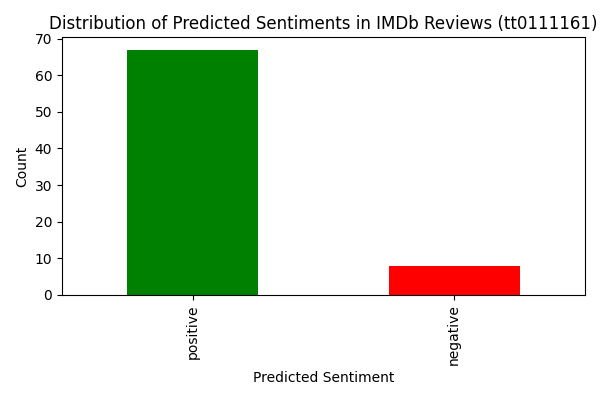 Distribution of Predicted Sentiments in IMDb Reviews (tt0111161)
70
60
50
40
30
20
10
0
Count
positive
negative
Predicted Sentiment